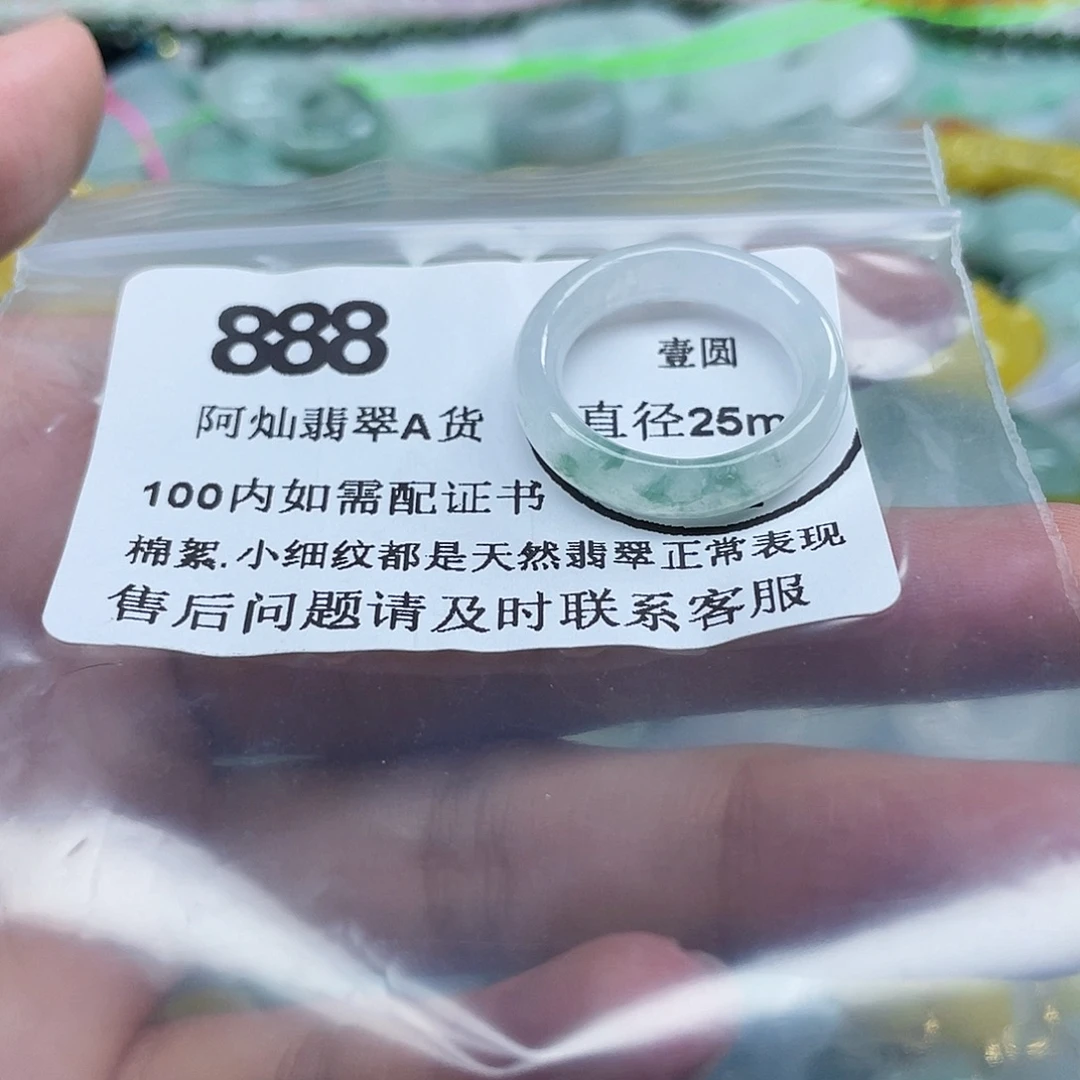 888
壹圆
阿灿翡翠A货
直径25m
100内如需配证书
棉絮.小细纹都是天然翡翠正常表现
售后问题请及时联系客服